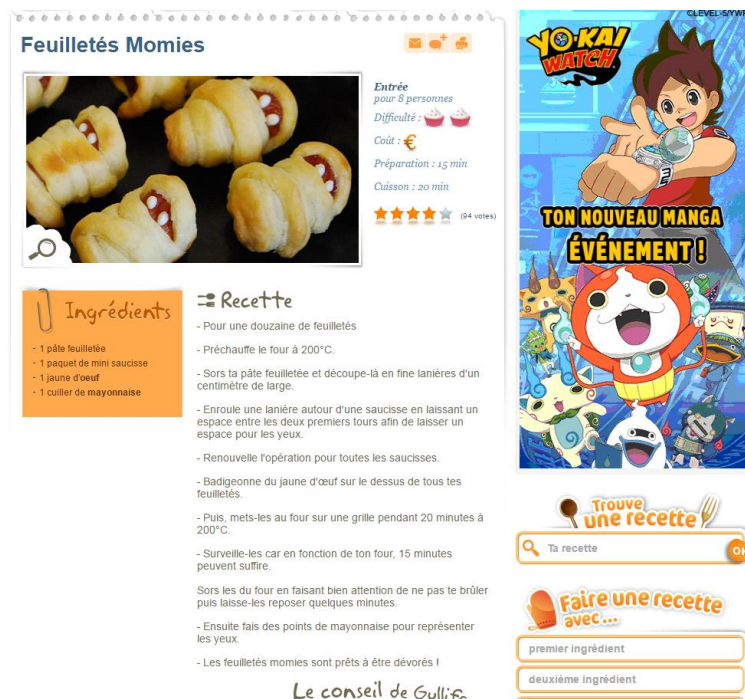 Feuilletés Momies
Entrée
pour 8 personnes
Difficulté :
Coût : €
Préparation : 15 min
Cuisson : 20 min
(94 votes)
Ingrédients
- 1 pâte feuilletée
- 1 paquet de mini saucisse
- 1 jaune d'oeuf
- 1 cuiller de mayonnaise
Recette
- Pour une douzaine de feuilletés
- Préchauffe le four à 200°C.
- Sors ta pâte feuilletée et découpe-là en fine lanières d'un
centimètre de large.
- Enroule une lanière autour d'une saucisse en laissant un
espace entre les deux premiers tours afin de laisser un
espace pour les yeux.
- Renouvelle l'opération pour toutes les saucisses.
- Badigeonne du jaune d'œuf sur le dessus de tous tes
feuilletés.
- Puis, mets-les au four sur une grille pendant 20 minutes à
200°C.
- Surveille-les car en fonction de ton four, 15 minutes
peuvent suffire.
Sors les du four en faisant bien attention de ne pas te brûler
puis laisse-les reposer quelques minutes.
- Ensuite fais des points de mayonnaise pour représenter
les yeux.
- Les feuilletés momies sont prêts à être dévorés !
Le conseil de Gulli
©LEVEL-5/YWP
YO-KAI
WATCH
TON NOUVEAU MANGA
ÉVÉNEMENT !
Trouve
une recette
Ta recette
OK
Faire une recette
avec ...
premier ingrédient
deuxième ingrédient